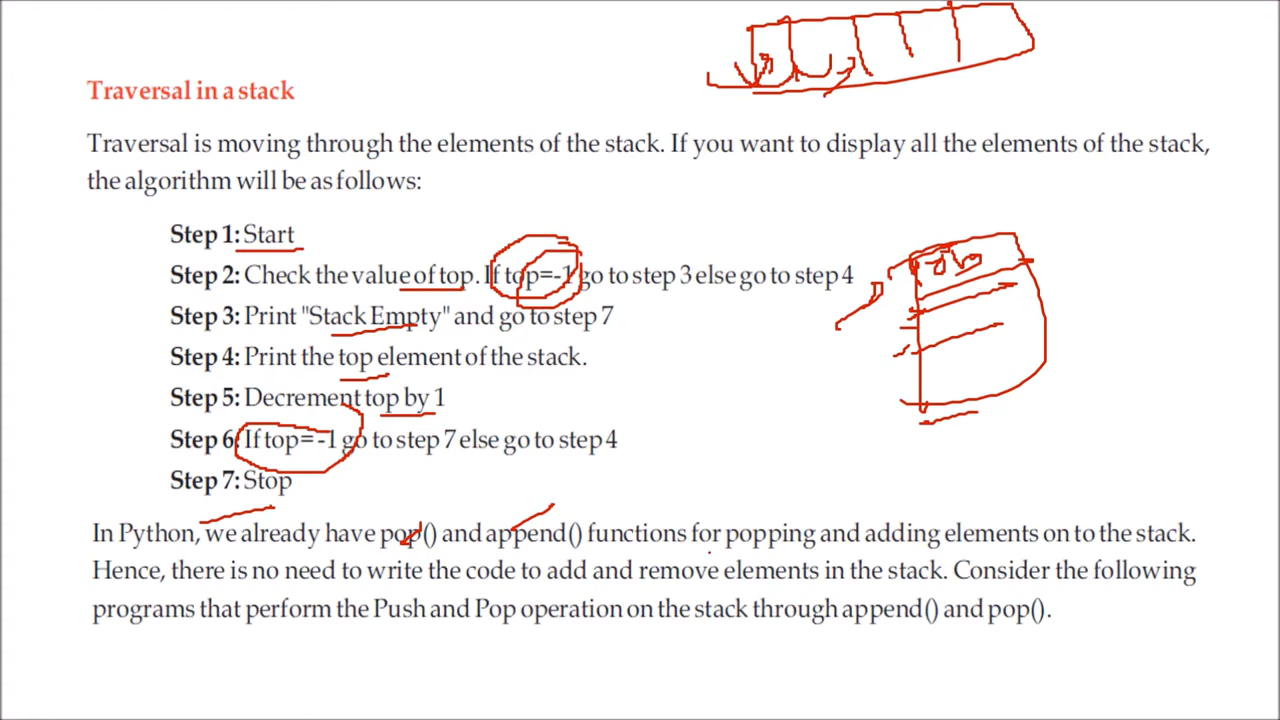 Traversal in a stack
Traversal is moving through the elements of the stack. If you want to display all the elements of the stack,
the algorithm will be as follows:
Step 1: Start
Step 2: Check the value of top. If top=-1 go to step 3 else go to step 4
Step 3: Print "Stack Empty" and go to step 7
Step 4: Print the top element of the stack.
Step 5: Decrement top by 1
Step 6: If top= -1 go to step 7 else go to step 4
Step 7: Stop
In Python, we already have pop() and append() functions for popping and adding elements on to the stack.
Hence, there is no need to write the code to add and remove elements in the stack. Consider the following
programs that perform the Push and Pop operation on the stack through append() and pop().